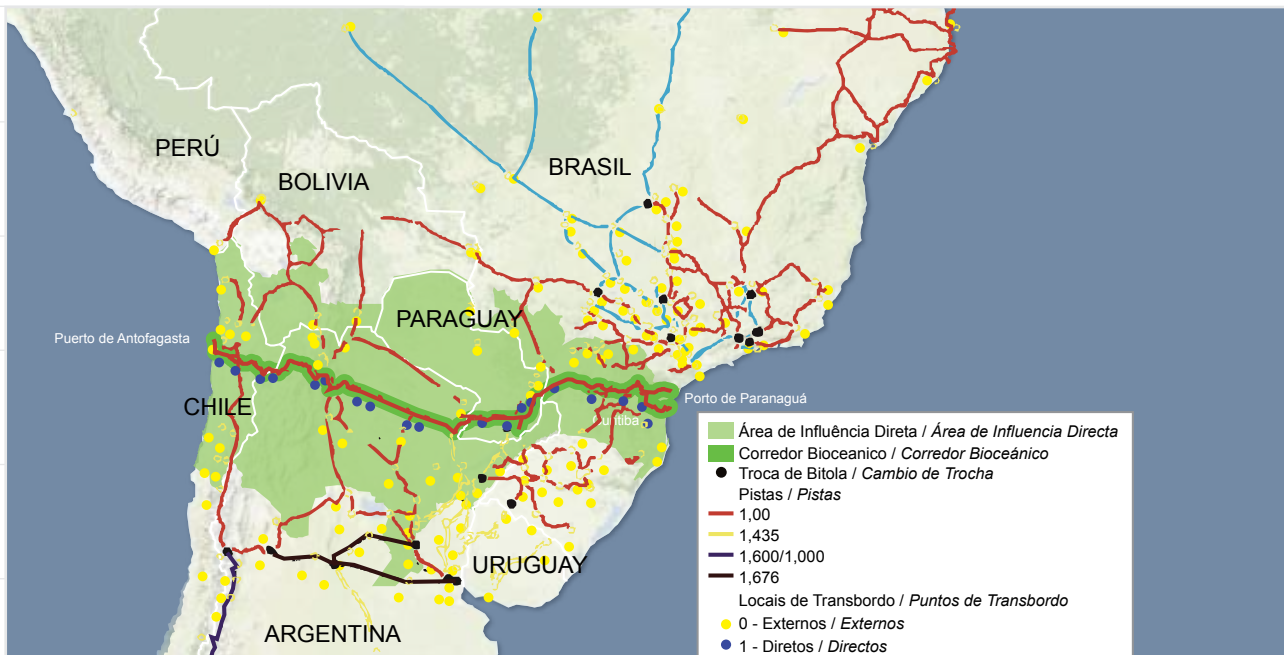 PERÚ
BOLIVIA
BRASIL
PARAGUAY
Puerto de Antofagasta
CHILE
Porto de Paranaguá
Curitiba
URUGUAY
ARGENTINA
Área de Influência Direta / Área de Influencia Directa
Corredor Bioceanico / Corredor Bioceánico
Troca de Bitola / Cambio de Trocha
Pistas / Pistas
1,00
1,435
1,600/1,000
1,676
Locais de Transbordo / Puntos de Transbordo
0 - Externos / Externos
1 - Diretos / Directos